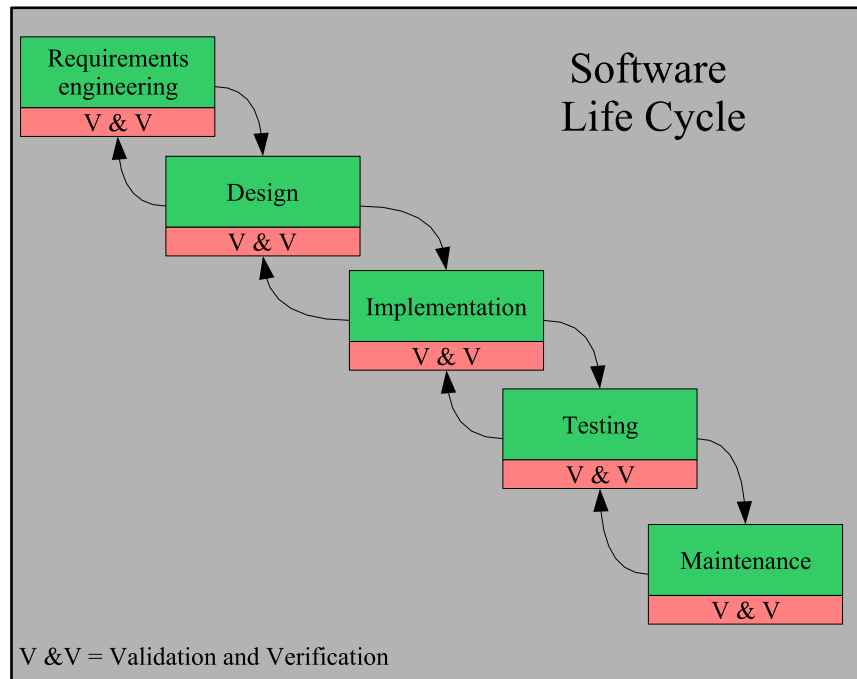 Requirements
engineering
V & V
Software
Life Cycle
Design
V & V
Implementation
V & V
Testing
V & V
Maintenance
V & V
V &V = Validation and Verification